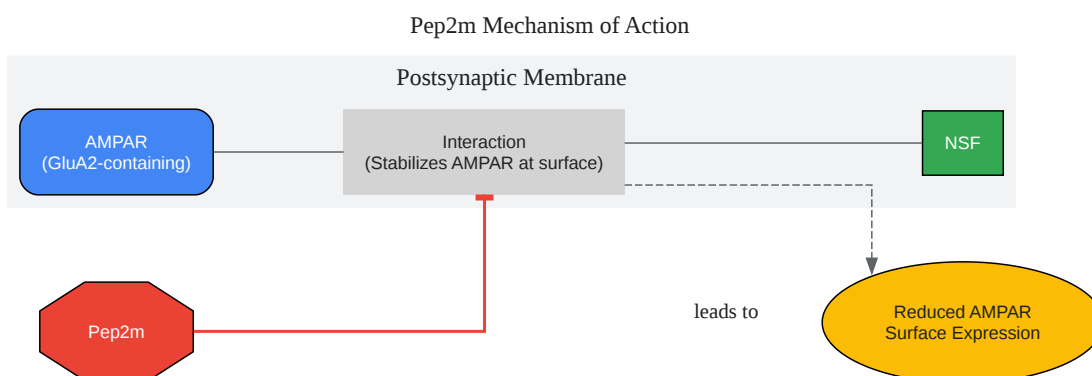 Pep2m Mechanism of Action
Postsynaptic Membrane
AMPAR
(GluA2-containing)
Interaction
(Stabilizes AMPAR at surface)
NSF
Pep2m
leads to
Reduced AMPAR
Surface Expression